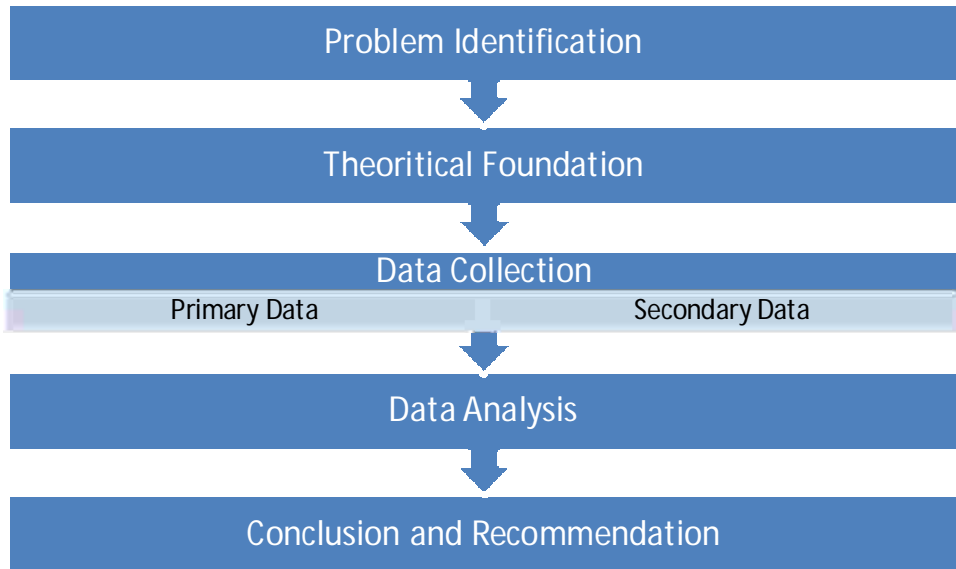 Problem Identification
Theoritical Foundation
Data Collection
Primary Data Secondary Data
Data Analysis
Conclusion and Recommendation